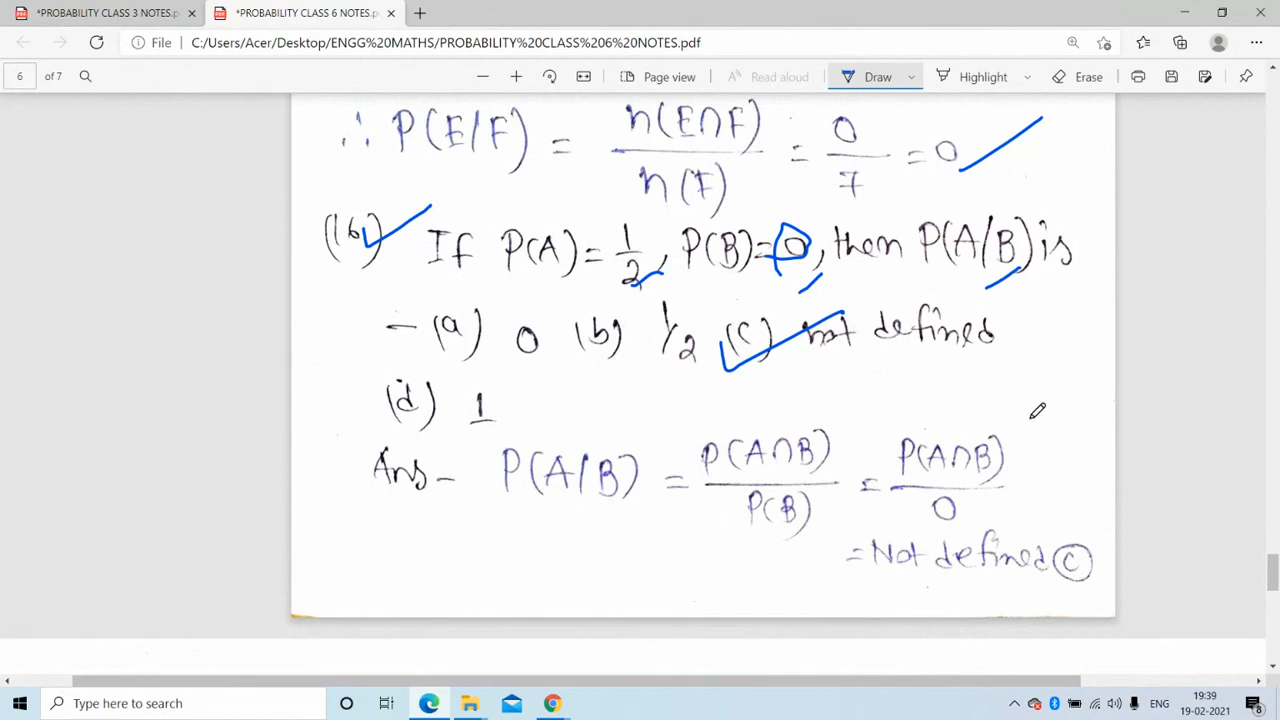 *PROBABILITY CLASS 3 NOTES.p
*PROBABILITY CLASS 6 NOTES.p
File C:/Users/Acer/Desktop/ENGG%20MATHS/PROBABILITY%20CLASS%206%20NOTES.pdf
6 of 7 Page view Read aloud Draw Highlight Erase
∴ P(E/F) = n(E∩F) / n(F) = 0/7 = 0
(16) If P(A)=1/2, P(B)=0, then P(A/B) is
- (a) 0 (b) 1/2 (c) not defined
(d) 1
Ans - P(A/B) = P(A∩B) / P(B) = P(A∩B) / 0
= Not defined (c)
Type here to search
ENG 19:39
19-02-2021
8